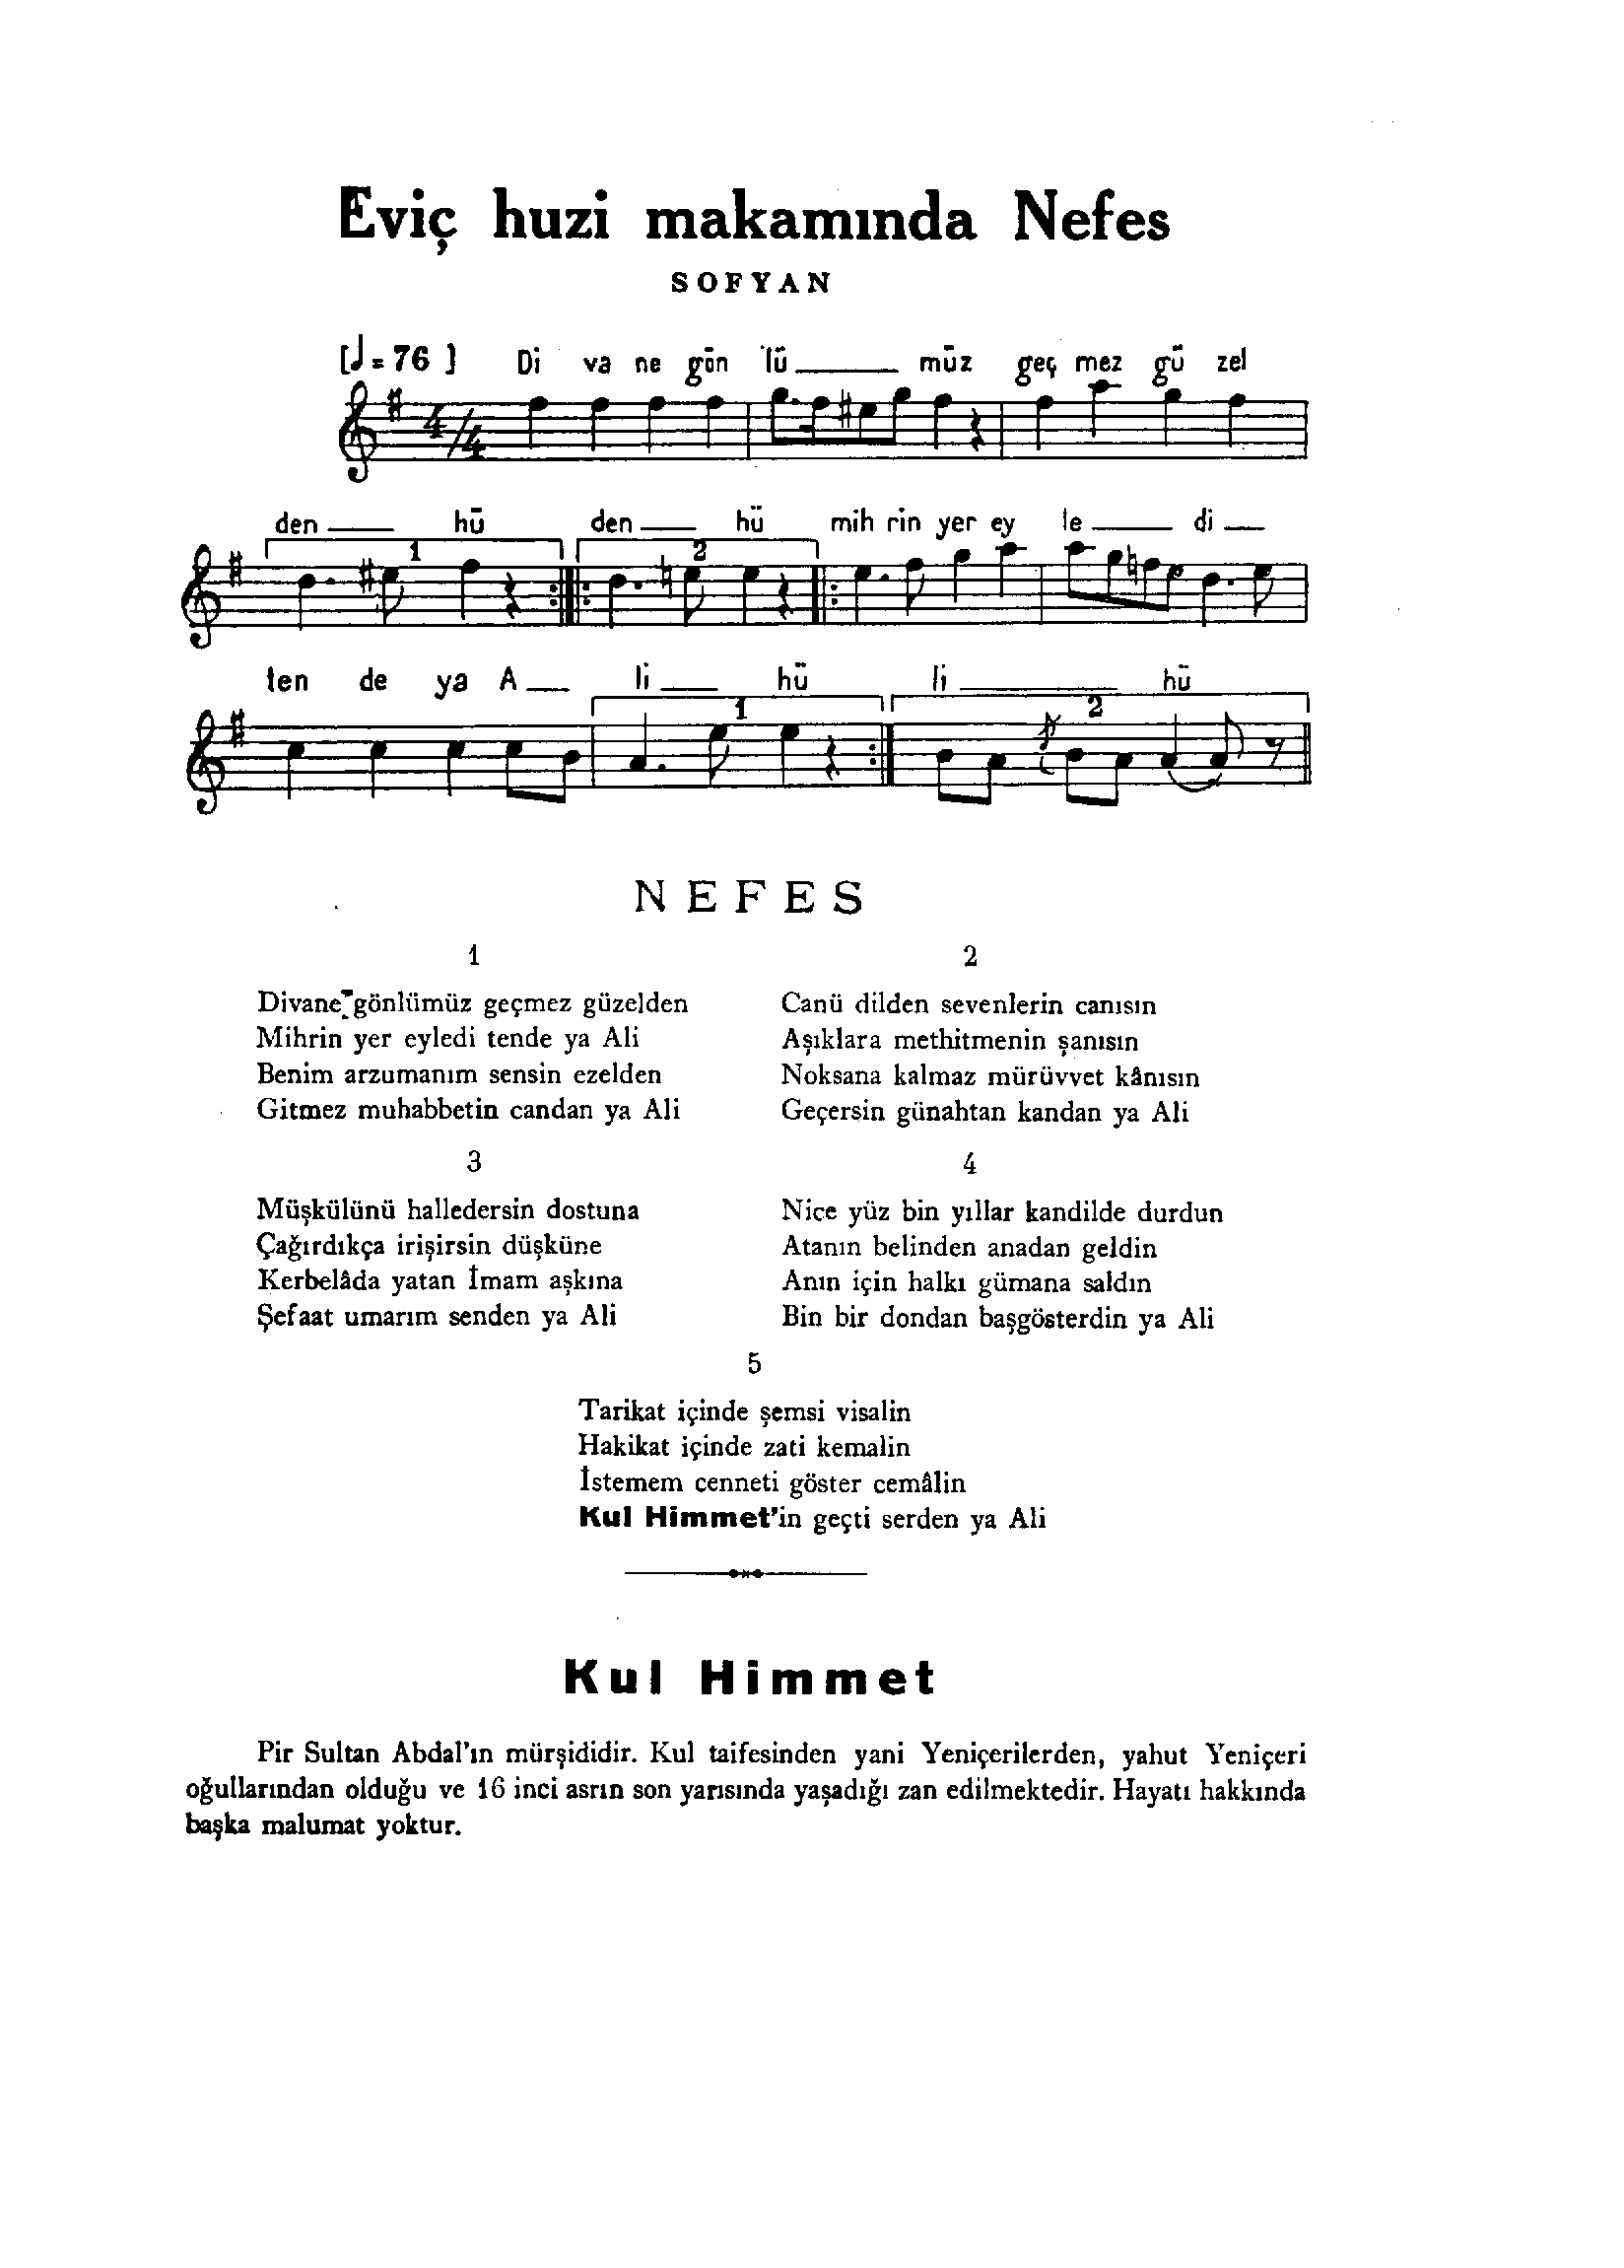 Eviç huzi makamında Nefes
SOFYAN
[♩= 76 ] Di va ne gön lü müz geç mez gü zel
4/4
den hü den hü mih rin yer ey le di
1 2
ten de ya A li hü li hü
1 2
NEFES
1
Divane gönlümüz geçmez güzelden
Mihrin yer eyledi tende ya Ali
Benim arzumanım sensin ezelden
Gitmez muhabbetin candan ya Ali
2
Canü dilden sevenlerin canısın
Aşıklara methitmenin şanısın
Noksana kalmaz mürüvvet kânısın
Geçersin günahtan kandan ya Ali
3
Müşkülünü halledersin dostuna
Çağırdıkça irişirsin düşküne
Kerbelâda yatan İmam aşkına
Şefaat umarım senden ya Ali
4
Nice yüz bin yıllar kandilde durdun
Atanın belinden anadan geldin
Anın için halkı gümana saldın
Bin bir dondan başgösterdin ya Ali
5
Tarikat içinde şemsi visalin
Hakikat içinde zati kemalin
İstemem cenneti göster cemâlin
Kul Himmet'in geçti serden ya Ali
Kul Himmet
Pir Sultan Abdal'ın mürşididir. Kul taifesinden yani Yeniçerilerden, yahut Yeniçeri
oğullarından olduğu ve 16 inci asrın son yarısında yaşadığı zan edilmektedir. Hayatı hakkında
başka malumat yoktur.